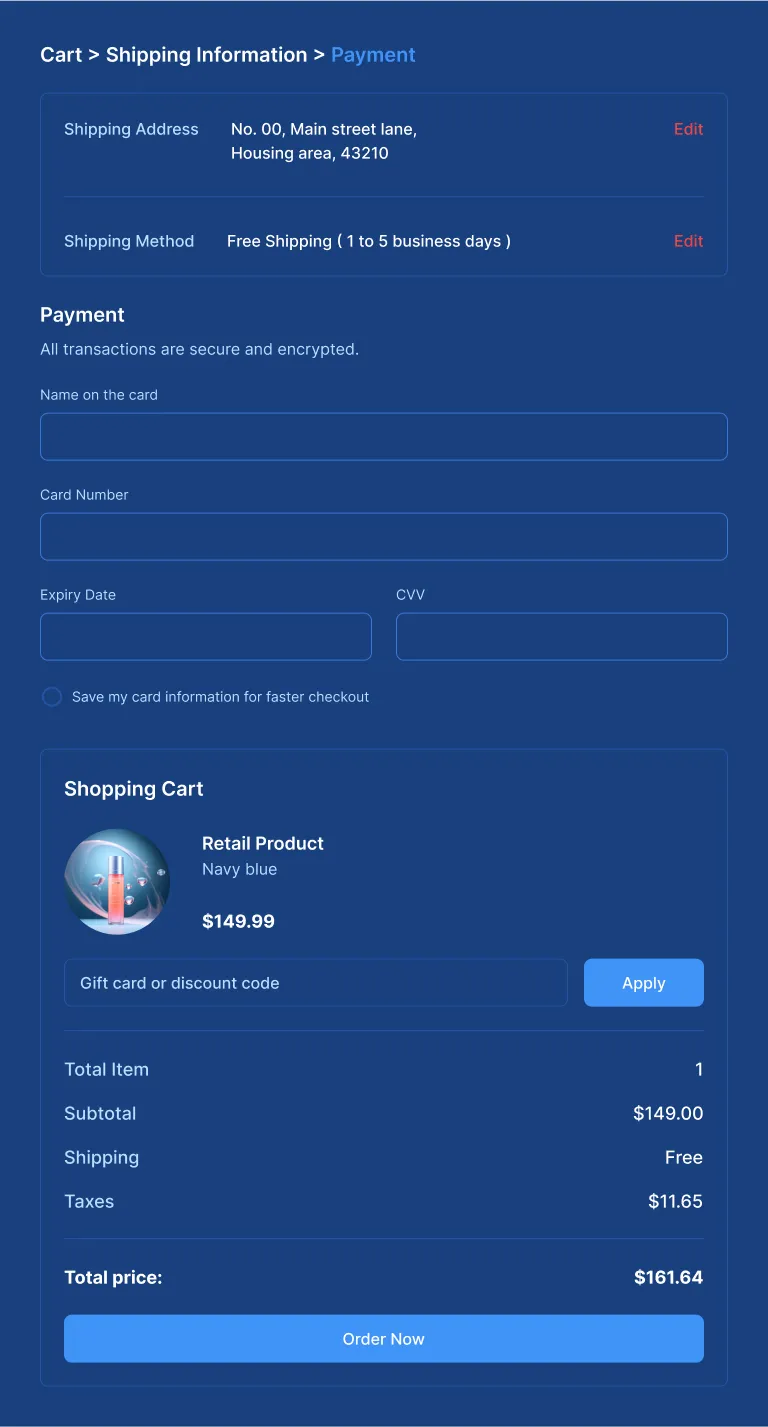 Cart > Shipping Information > Payment
Shipping Address No. 00, Main street lane, Edit
Housing area, 43210
Shipping Method Free Shipping ( 1 to 5 business days ) Edit
Payment
All transactions are secure and encrypted.
Name on the card
Card Number
Expiry Date CVV
Save my card information for faster checkout
Shopping Cart
Retail Product
Navy blue
$149.99
Gift card or discount code Apply
Total Item 1
Subtotal $149.00
Shipping Free
Taxes $11.65
Total price: $161.64
Order Now